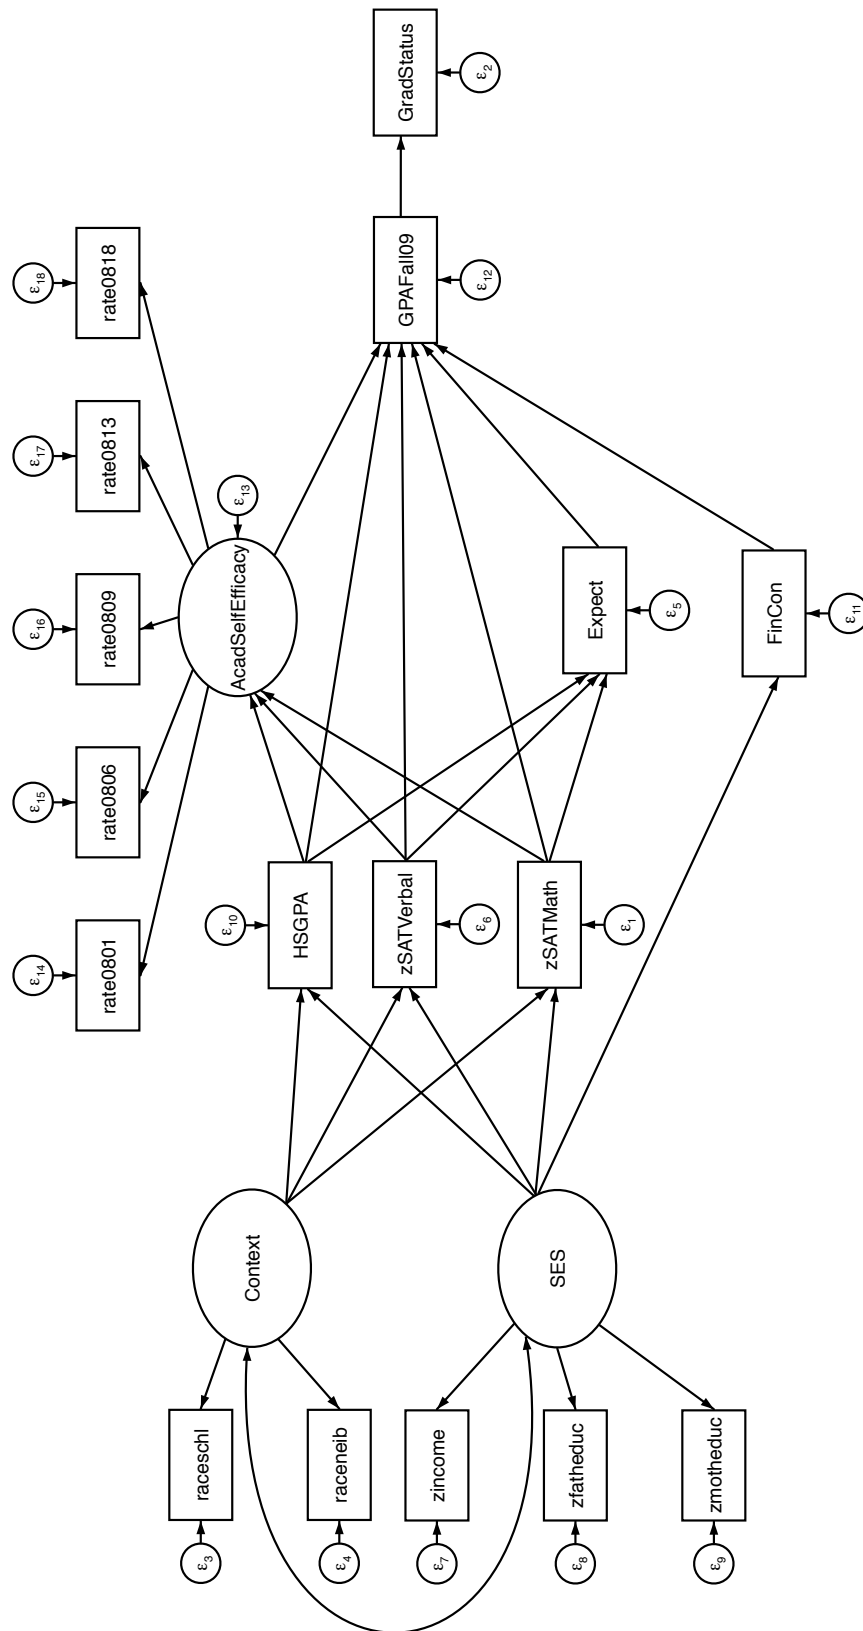 ε3
raceschl
ε4
raceneib
ε7
zincome
ε8
zfatheduc
ε9
zmotheduc
Context
SES
ε14
rate0801
ε15
rate0806
ε16
rate0809
ε17
rate0813
ε18
rate0818
ε10
HSGPA
zSATVerbal
ε6
zSATMath
ε1
AcadSelfEfficacy
ε13
Expect
ε5
FinCon
ε11
GPAFall09
ε12
GradStatus
ε2